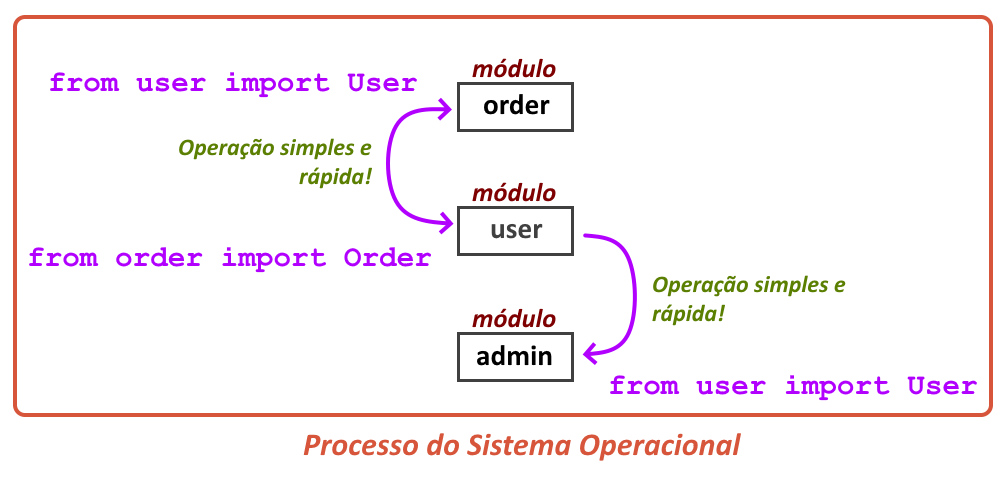 módulo
from user import User
order
Operação simples e
rápida!
módulo
user
from order import Order
Operação simples e
rápida!
módulo
admin
from user import User
Processo do Sistema Operacional